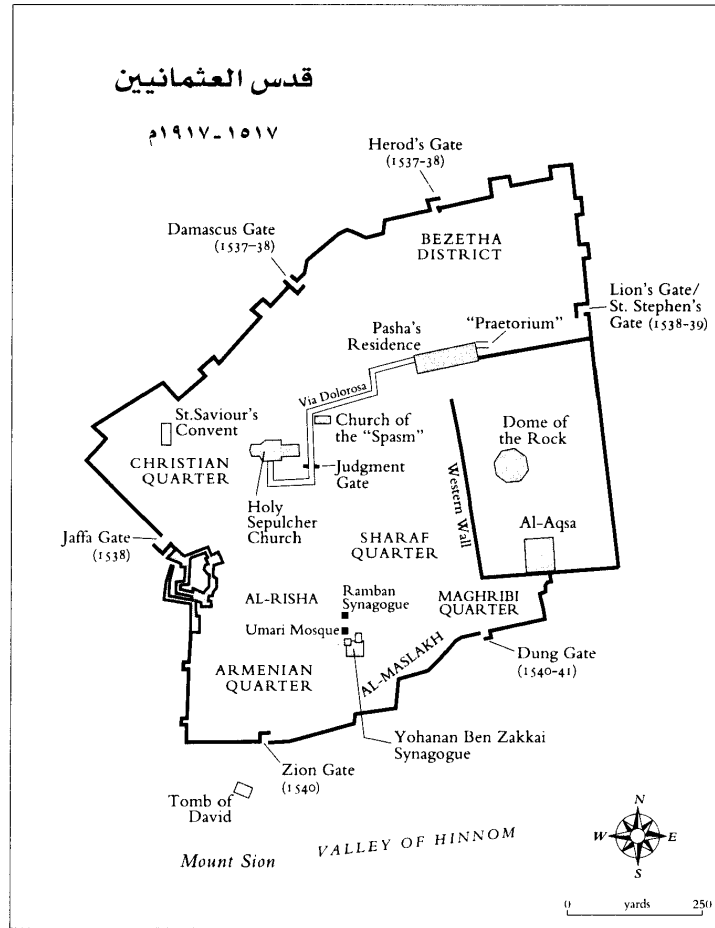 قدس العثمانيين
١٥١٧-١٩١٧م
Herod's Gate
(1537-38)
Damascus Gate
(1537-38)
BEZETHA
DISTRICT
Lion's Gate/
St. Stephen's
Gate (1538-39)
Pasha's
Residence
"Praetorium"
Via Dolorosa
St.Saviour's
Convent
Church of
the "Spasm"
Dome of
the Rock
CHRISTIAN
QUARTER
Judgment
Gate
Western Wall
Holy
Sepulcher
Church
Jaffa Gate
(1538)
SHARAF
QUARTER
Al-Aqsa
AL-RISHA
Ramban
Synagogue
MAGHRIBI
QUARTER
Umari Mosque
ARMENIAN
QUARTER
AL-MASLAKH
Dung Gate
(1540-41)
Yohanan Ben Zakkai
Synagogue
Zion Gate
(1540)
Tomb of
David
Mount Sion
VALLEY OF HINNOM
N
W
E
S
0 yards 250